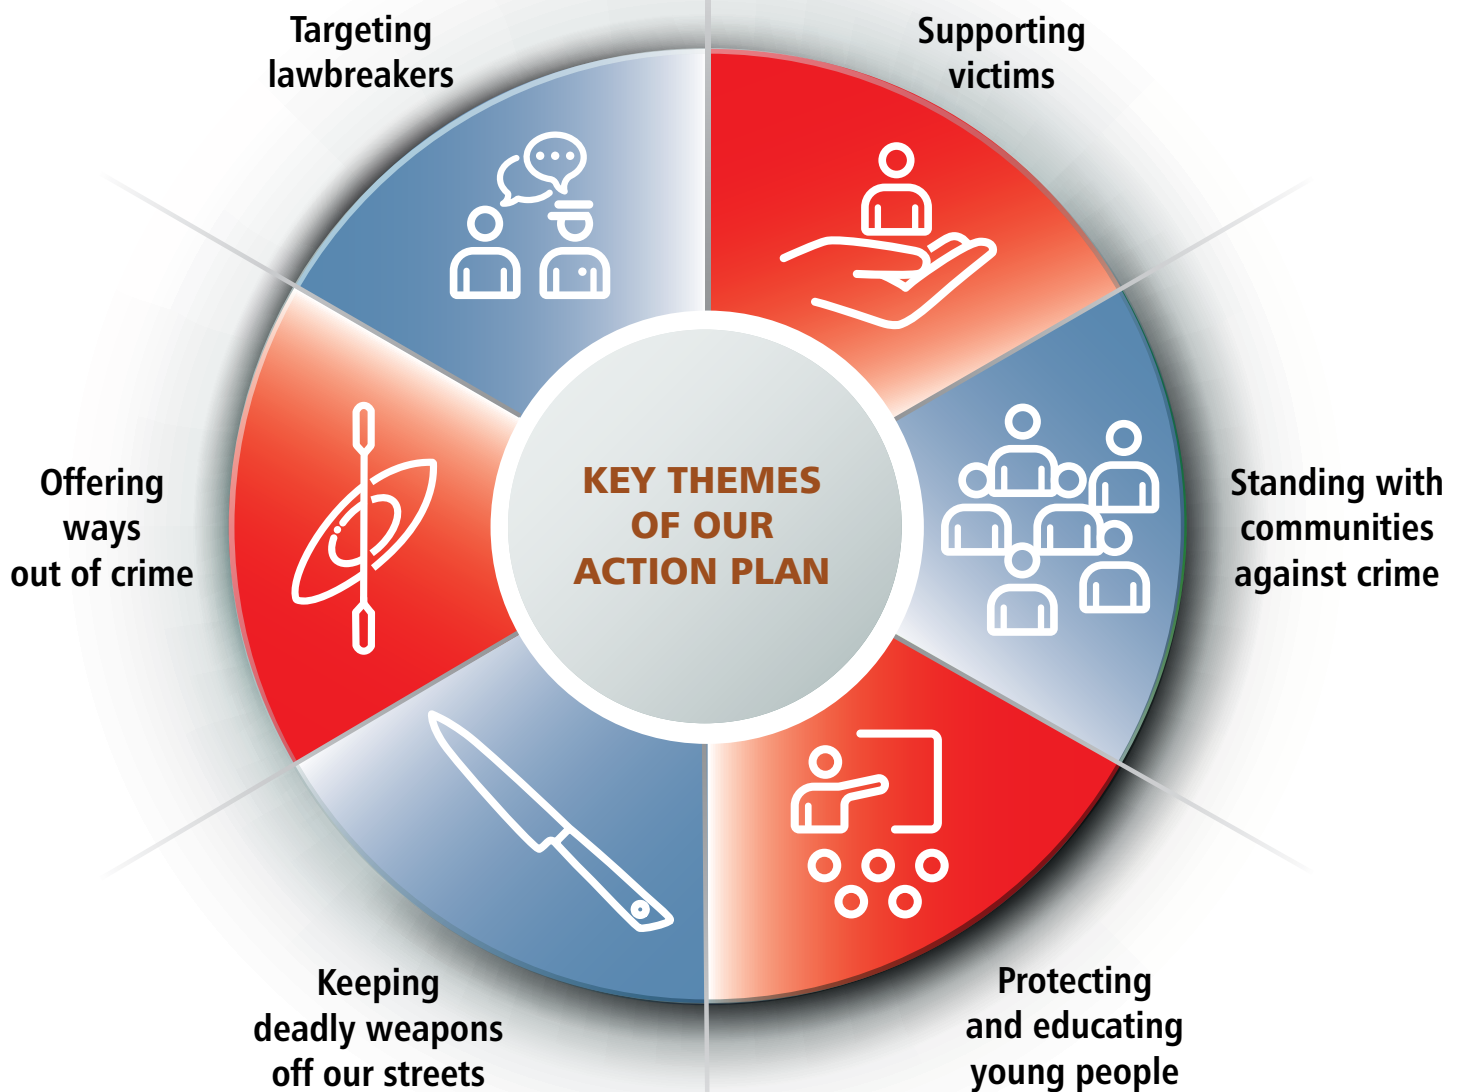 Targeting
lawbreakers
Supporting
victims
Offering
ways
out of crime
KEY THEMES
OF OUR
ACTION PLAN
Standing with
communities
against crime
Keeping
deadly weapons
off our streets
Protecting
and educating
young people